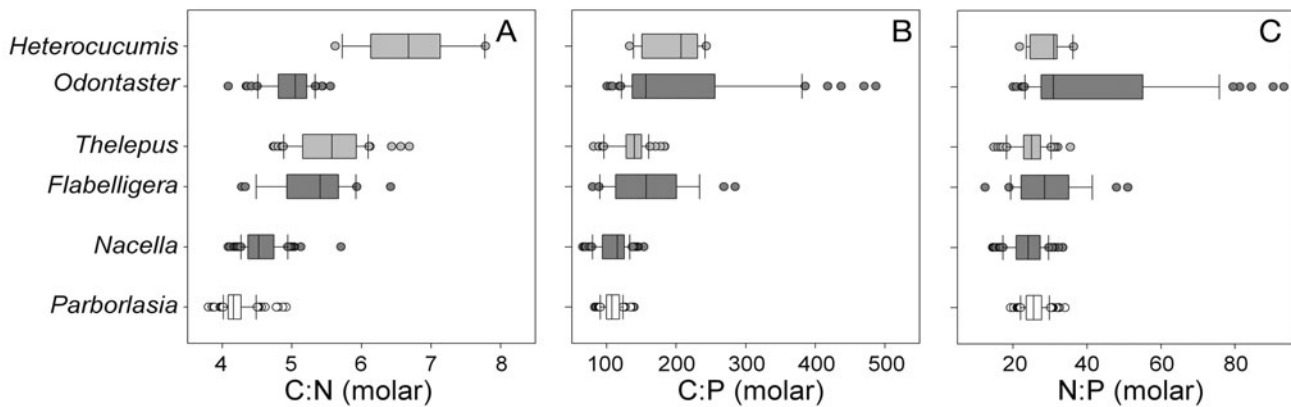 A
B
C
Heterocucumis
Odontaster
Thelepus
Flabelligera
Nacella
Parborlasia
4 5 6 7 8
100 200 300 400 500
20 40 60 80
C:N (molar)
C:P (molar)
N:P (molar)